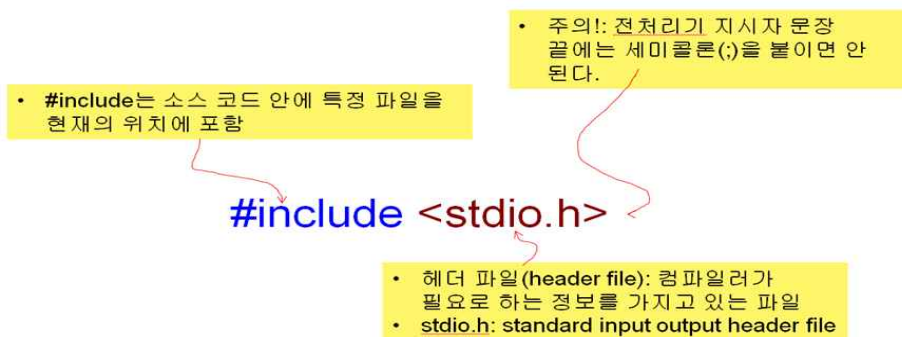 • 주의!: 전처리기 지시자 문장
끝에는 세미콜론(;)을 붙이면 안
된다.
• #include는 소스 코드 안에 특정 파일을
현재의 위치에 포함
#include <stdio.h>
• 헤더 파일(header file): 컴파일러가
필요로 하는 정보를 가지고 있는 파일
• stdio.h: standard input output header file